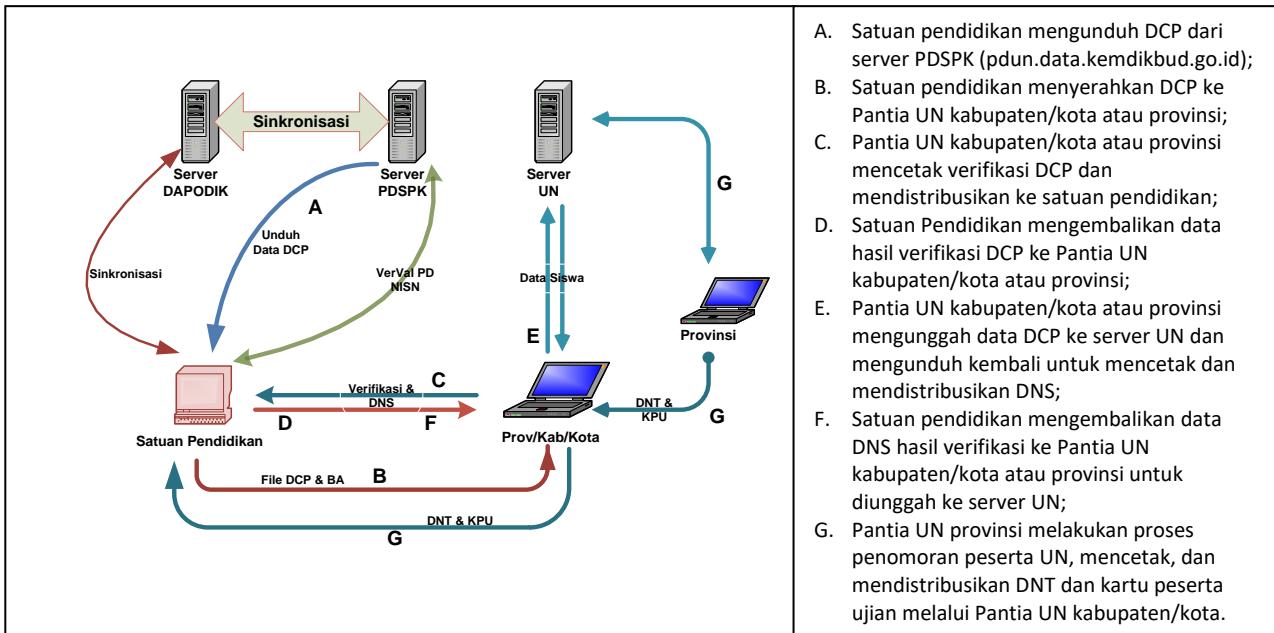 Sinkronisasi
Server
DAPODIK
Server
PDSPK
Server
UN
A
G
Unduh
Data DCP
Sinkronisasi
VerVal PD
NISN
Data Siswa
E
Provinsi
C
Verifikasi &
DNS
D
F
DNT &
KPU
G
Satuan Pendidikan
Prov/Kab/Kota
File DCP & BA
B
DNT & KPU
G
A. Satuan pendidikan mengunduh DCP dari
server PDSPK (pdun.data.kemdikbud.go.id);
B. Satuan pendidikan menyerahkan DCP ke
Pantia UN kabupaten/kota atau provinsi;
C. Pantia UN kabupaten/kota atau provinsi
mencetak verifikasi DCP dan
mendistribusikan ke satuan pendidikan;
D. Satuan Pendidikan mengembalikan data
hasil verifikasi DCP ke Pantia UN
kabupaten/kota atau provinsi;
E. Pantia UN kabupaten/kota atau provinsi
mengunggah data DCP ke server UN dan
mengunduh kembali untuk mencetak dan
mendistribusikan DNS;
F. Satuan pendidikan mengembalikan data
DNS hasil verifikasi ke Pantia UN
kabupaten/kota atau provinsi untuk
diunggah ke server UN;
G. Pantia UN provinsi melakukan proses
penomoran peserta UN, mencetak, dan
mendistribusikan DNT dan kartu peserta
ujian melalui Pantia UN kabupaten/kota.